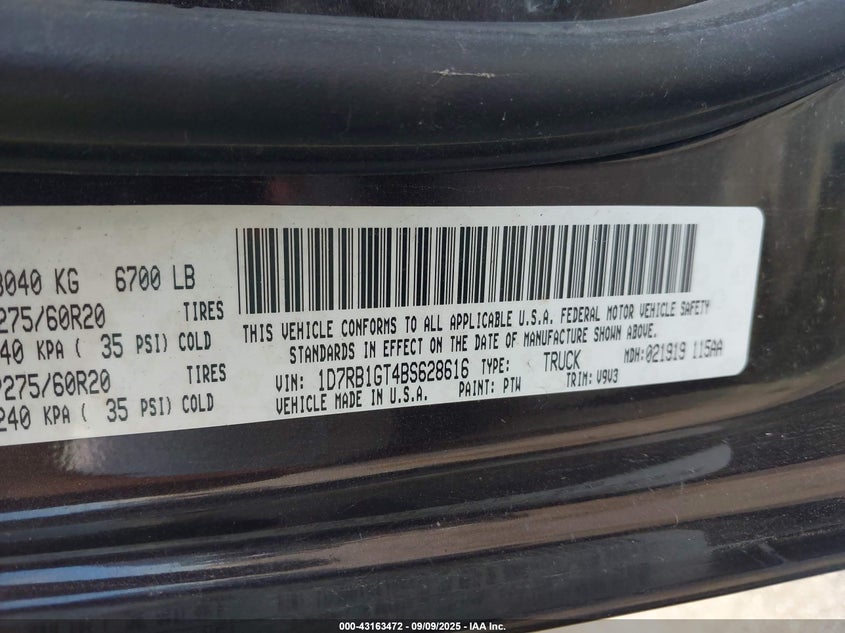 3040 KG 6700 LB
275/60R20 TIRES
240 KPA ( 35 PSI) COLD
P275/60R20 TIRES
240 KPA ( 35 PSI) COLD
THIS VEHICLE CONFORMS TO ALL APPLICABLE U.S.A. FEDERAL MOTOR VEHICLE SAFETY
STANDARDS IN EFFECT ON THE DATE OF MANUFACTURE SHOWN ABOVE.
VIN: 1D7RB1GT4BS628616 TYPE: TRUCK MDH:021919 115AA
VEHICLE MADE IN U.S.A. PAINT: PTW TRIM: V9V3
000-43163472 - 09/09/2025 - IAA Inc.